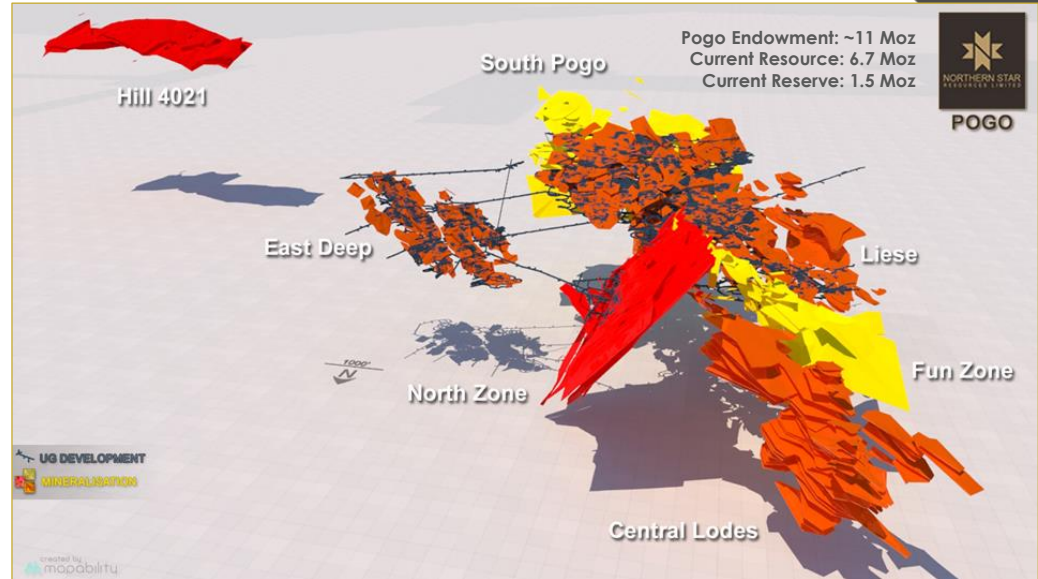 Pogo Endowment: ~11 Moz
Current Resource: 6.7 Moz
Current Reserve: 1.5 Moz
NORTHERN STAR
RESOURCES LIMITED
POGO
South Pogo
Hill 4021
East Deep
Liese
1000'
N
North Zone
Fun Zone
UG DEVELOPMENT
MINERALISATION
Central Lodes
created by
mapability